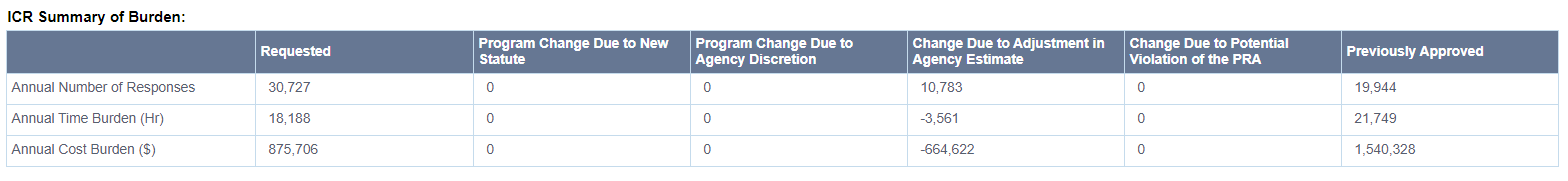 ICR Summary of Burden:
Requested
Program Change Due to New
Statute
Program Change Due to
Agency Discretion
Change Due to Adjustment in
Agency Estimate
Change Due to Potential
Violation of the PRA
Previously Approved
Annual Number of Responses 30,727 0 0 10,783 0 19,944
Annual Time Burden (Hr) 18,188 0 0 -3,561 0 21,749
Annual Cost Burden ($) 875,706 0 0 -664,622 0 1,540,328